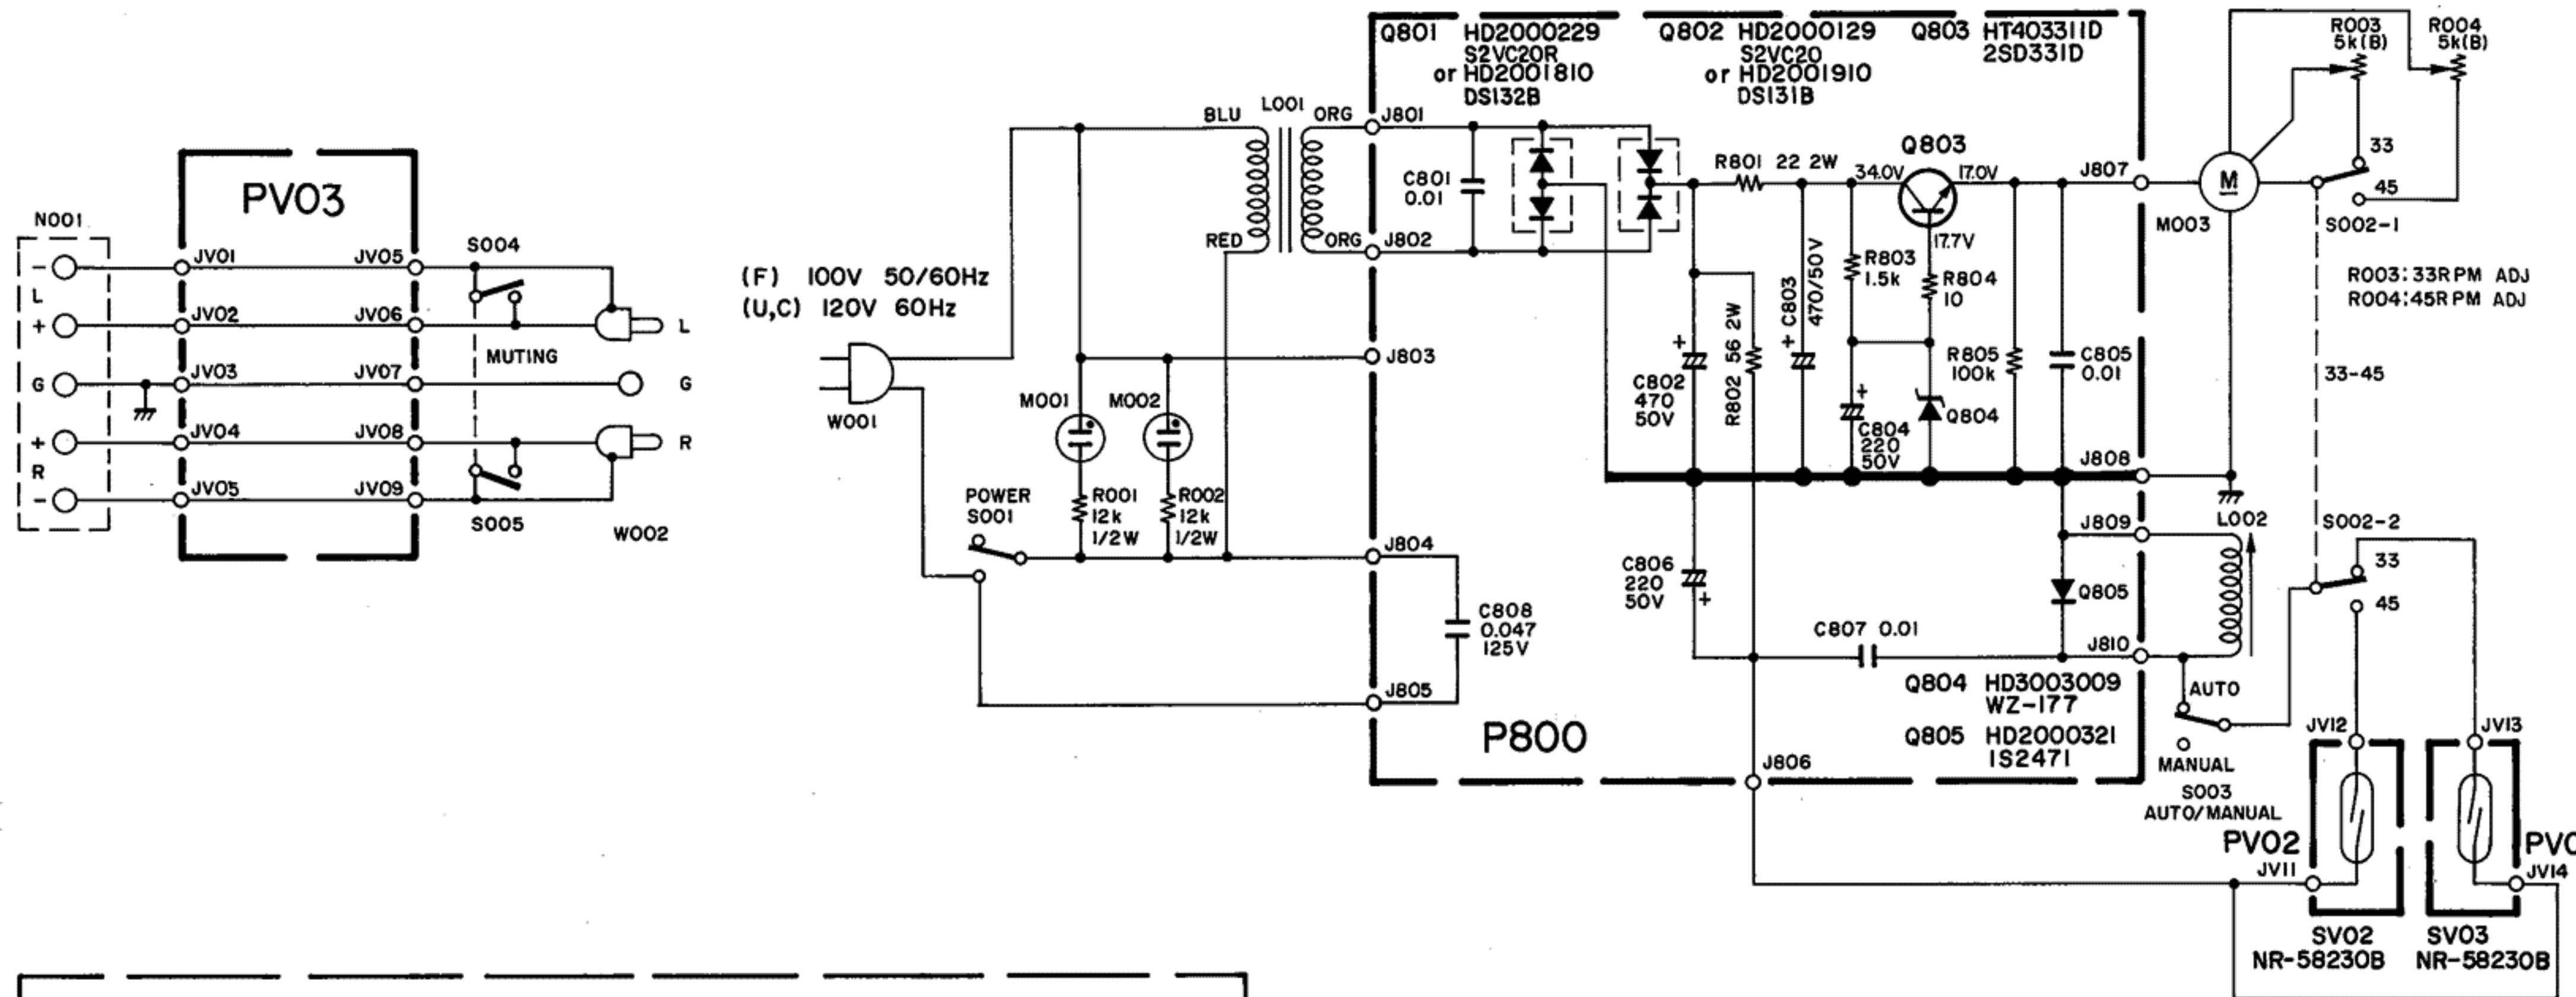 Q801 HD2000229
S2VC20R
or HD2001810
DS132B
Q802 HD2000129
S2VC20
or HD2001910
DS131B
Q803 HT403311D
2SD331D
R003
5k(B)
R004
5k(B)
PV03
N001
-
L
+
G
+
R
-
JV01
JV02
JV03
JV04
JV05
JV05
JV06
JV07
JV08
JV09
S004
MUTING
S005
L
G
R
W002
(F) 100V 50/60Hz
(U,C) 120V 60Hz
W001
BLU
L001
ORG
RED
ORG
J801
J802
J803
J804
J805
M001
M002
R001
12k
1/2W
R002
12k
1/2W
POWER
S001
C801
0.01
R801 22 2W
34.0V
Q803
17.0V
17.7V
R803
1.5k
R804
10
C803
470/50V
+
R802 56 2W
+
C802
470
50V
+
C804
220
50V
Q804
R805
100k
C805
0.01
J807
J808
J809
J810
C806
220
50V
+
C807 0.01
Q805
C808
0.047
125V
P800
Q804 HD3003009
WZ-177
Q805 HD2000321
1S2471
J806
M
M003
33
45
S002-1
R003:33RPM ADJ
R004:45RPM ADJ
33-45
L002
S002-2
33
45
AUTO
MANUAL
S003
AUTO/MANUAL
JV12
JV13
PV02
JV11
JV14
SV02
NR-58230B
SV03
NR-58230B